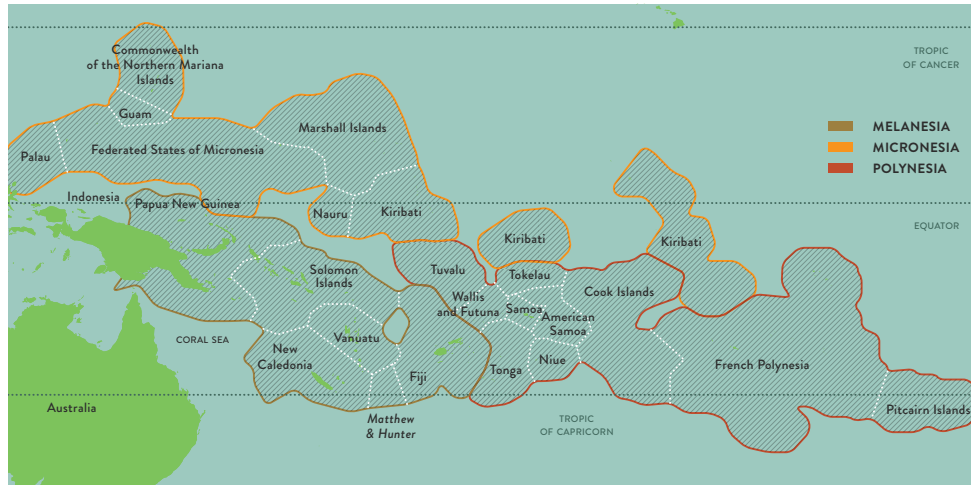 Commonwealth
of the Northern Mariana
Islands
TROPIC
OF CANCER
Guam
Marshall Islands
MELANESIA
MICRONESIA
POLYNESIA
Palau
Federated States of Micronesia
Indonesia
Papua New Guinea
Nauru
Kiribati
EQUATOR
Kiribati
Kiribati
Solomon
Islands
Tuvalu
Tokelau
Wallis
and Futuna
Samoa
American
Samoa
Cook Islands
CORAL SEA
Vanuatu
New
Caledonia
Fiji
Tonga
Niue
French Polynesia
Australia
Matthew
& Hunter
TROPIC
OF CAPRICORN
Pitcairn Islands